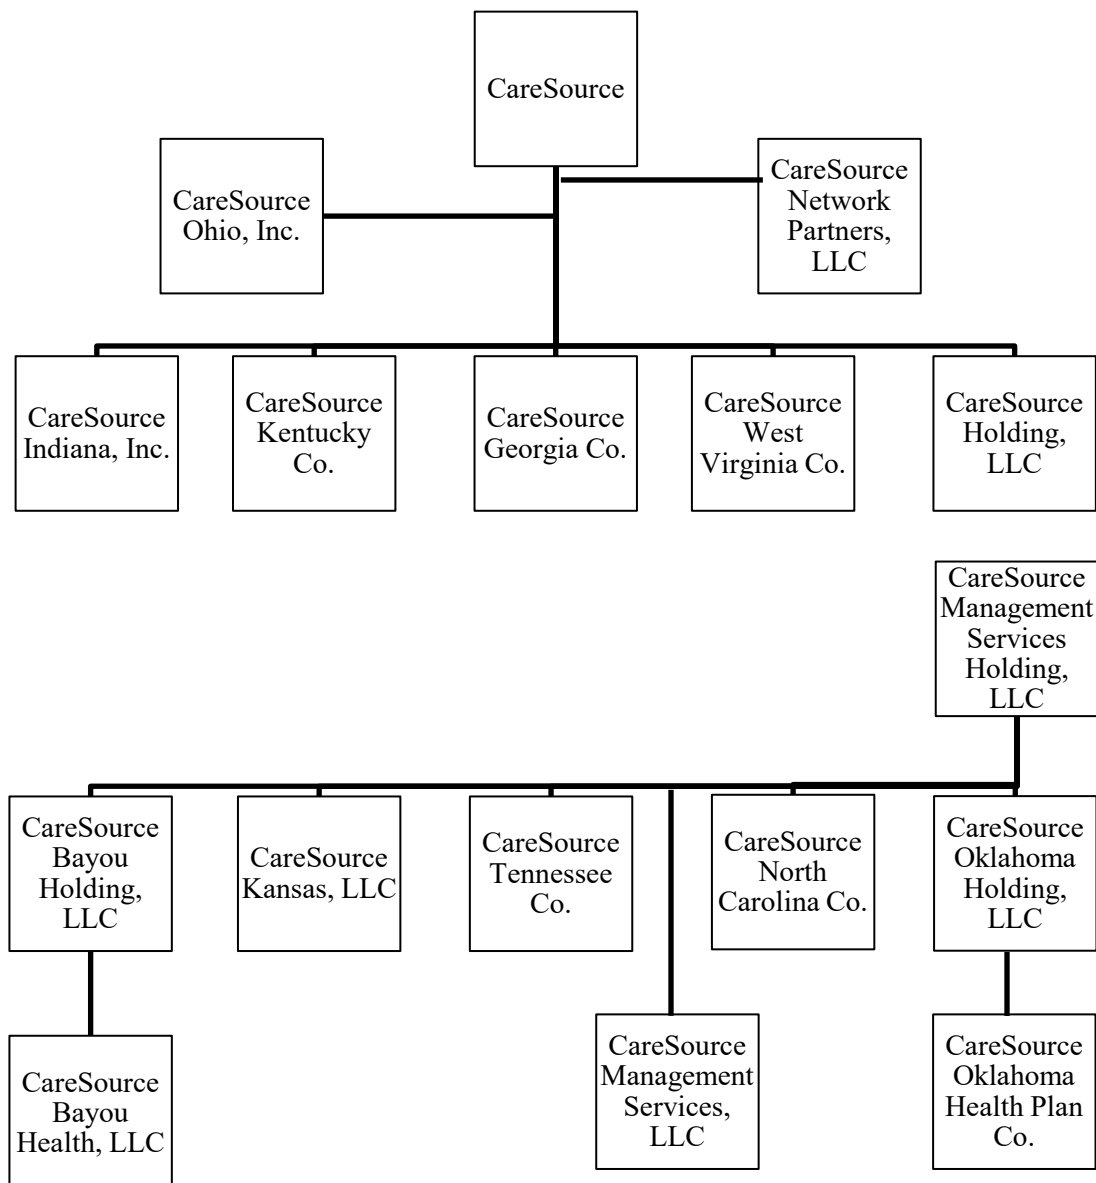 CareSource
CareSource
Ohio, Inc.
CareSource
Network
Partners,
LLC
CareSource
Indiana, Inc.
CareSource
Kentucky
Co.
CareSource
Georgia Co.
CareSource
West
Virginia Co.
CareSource
Holding,
LLC
CareSource
Management
Services
Holding,
LLC
CareSource
Bayou
Holding,
LLC
CareSource
Kansas, LLC
CareSource
Tennessee
Co.
CareSource
North
Carolina Co.
CareSource
Oklahoma
Holding,
LLC
CareSource
Bayou
Health, LLC
CareSource
Management
Services,
LLC
CareSource
Oklahoma
Health Plan
Co.